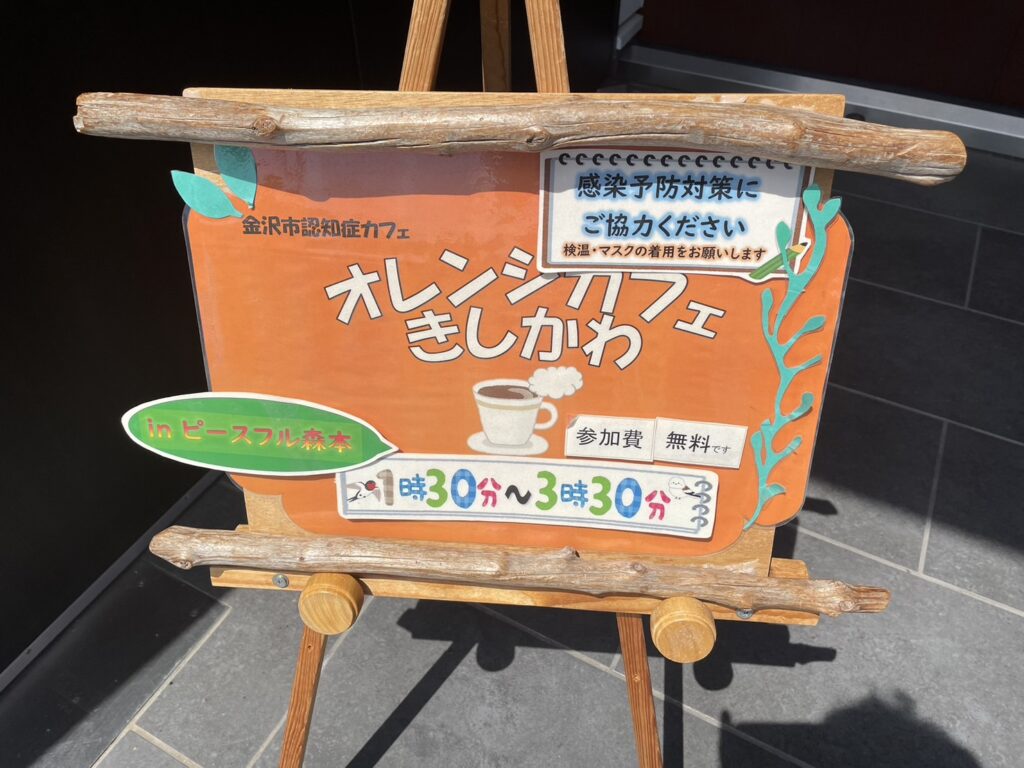 感染予防対策に
ご協力ください
検温・マスクの着用をお願いします
金沢市認知症カフェ
オレンジカフェ
きしかわ
in ピースフル森本
参加費 無料です
1時30分～3時30分